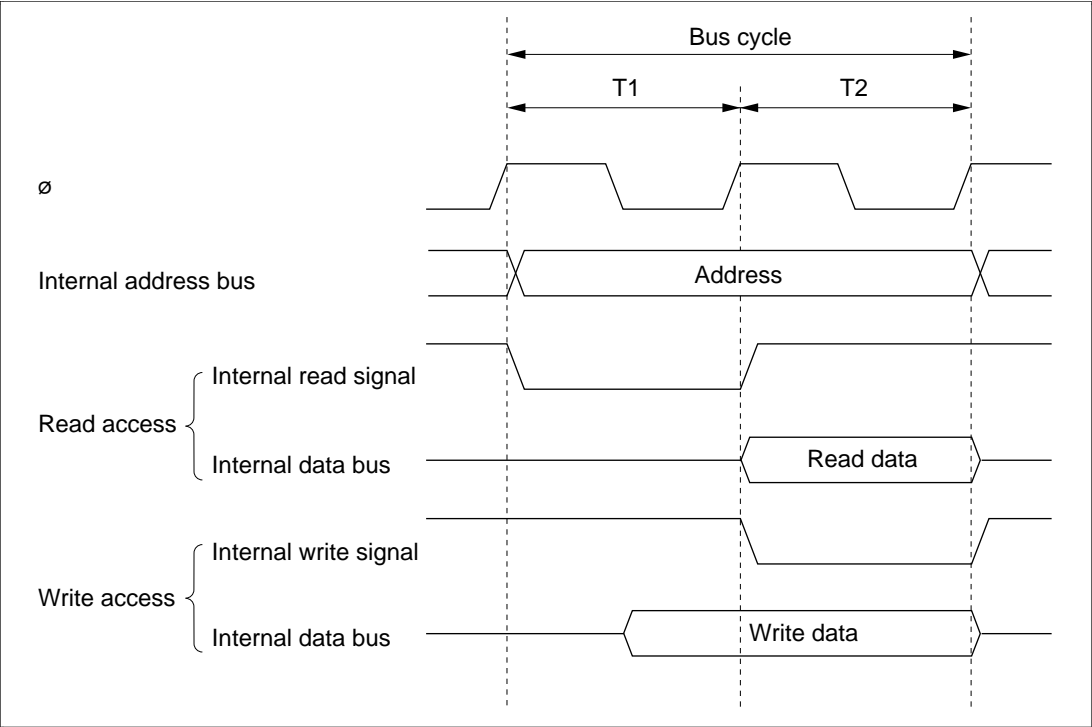 Bus cycle
T1
T2
ø
Internal address bus
Address
Internal read signal
Read access
Internal data bus
Read data
Internal write signal
Write access
Internal data bus
Write data